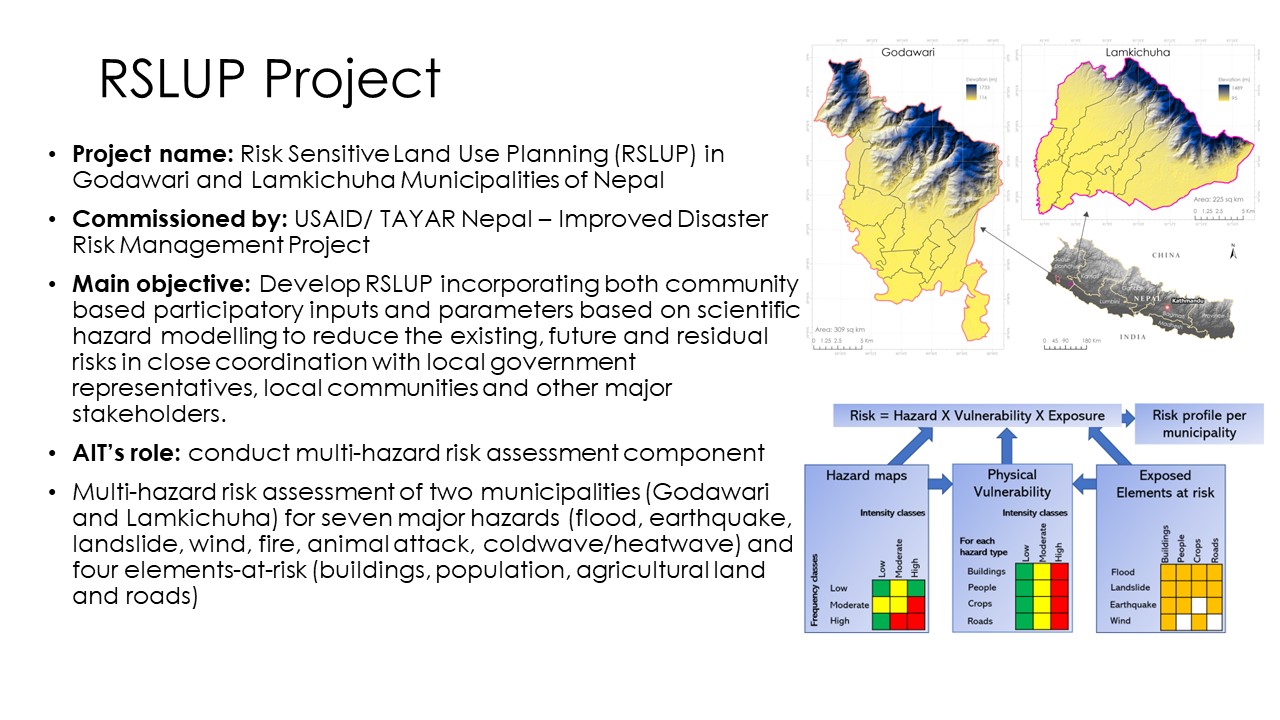 RSLUP Project
• Project name: Risk Sensitive Land Use Planning (RSLUP) in
Godawari and Lamkichuha Municipalities of Nepal
• Commissioned by: USAID/ TAYAR Nepal – Improved Disaster
Risk Management Project
• Main objective: Develop RSLUP incorporating both community
based participatory inputs and parameters based on scientific
hazard modelling to reduce the existing, future and residual
risks in close coordination with local government
representatives, local communities and other major
stakeholders.
• AIT’s role: conduct multi-hazard risk assessment component
• Multi-hazard risk assessment of two municipalities (Godawari
and Lamkichuha) for seven major hazards (flood, earthquake,
landslide, wind, fire, animal attack, coldwave/heatwave) and
four elements-at-risk (buildings, population, agricultural land
and roads)
Godawari
Elevation (m)
Area: 309 sq km
0 1.25 2.5 5 Km
Lamkichuha
Elevation (m)
Area: 225 sq km
0 1.25 2.5 5 Km
N
CHINA
NEPAL
Kathmandu
INDIA
0 45 90 180 Km
Risk = Hazard X Vulnerability X Exposure
Risk profile per
municipality
Hazard maps
Intensity classes
Low
Moderate
High
Frequency classes
Low
Moderate
High
Physical
Vulnerability
Intensity classes
For each
hazard type
Low
Moderate
High
Buildings
People
Crops
Roads
Exposed
Elements at risk
Buildings
People
Crops
Roads
Flood
Landslide
Earthquake
Wind